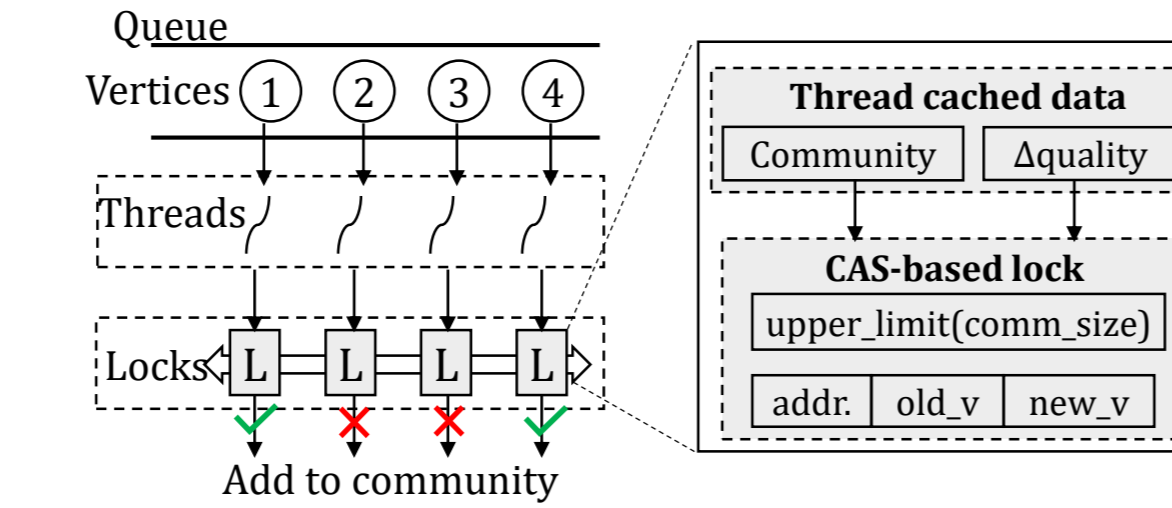 Queue
Vertices 1 2 3 4
Threads
Locks L L L L
Add to community
Thread cached data
Community Δquality
CAS-based lock
upper_limit(comm_size)
addr. old_v new_v